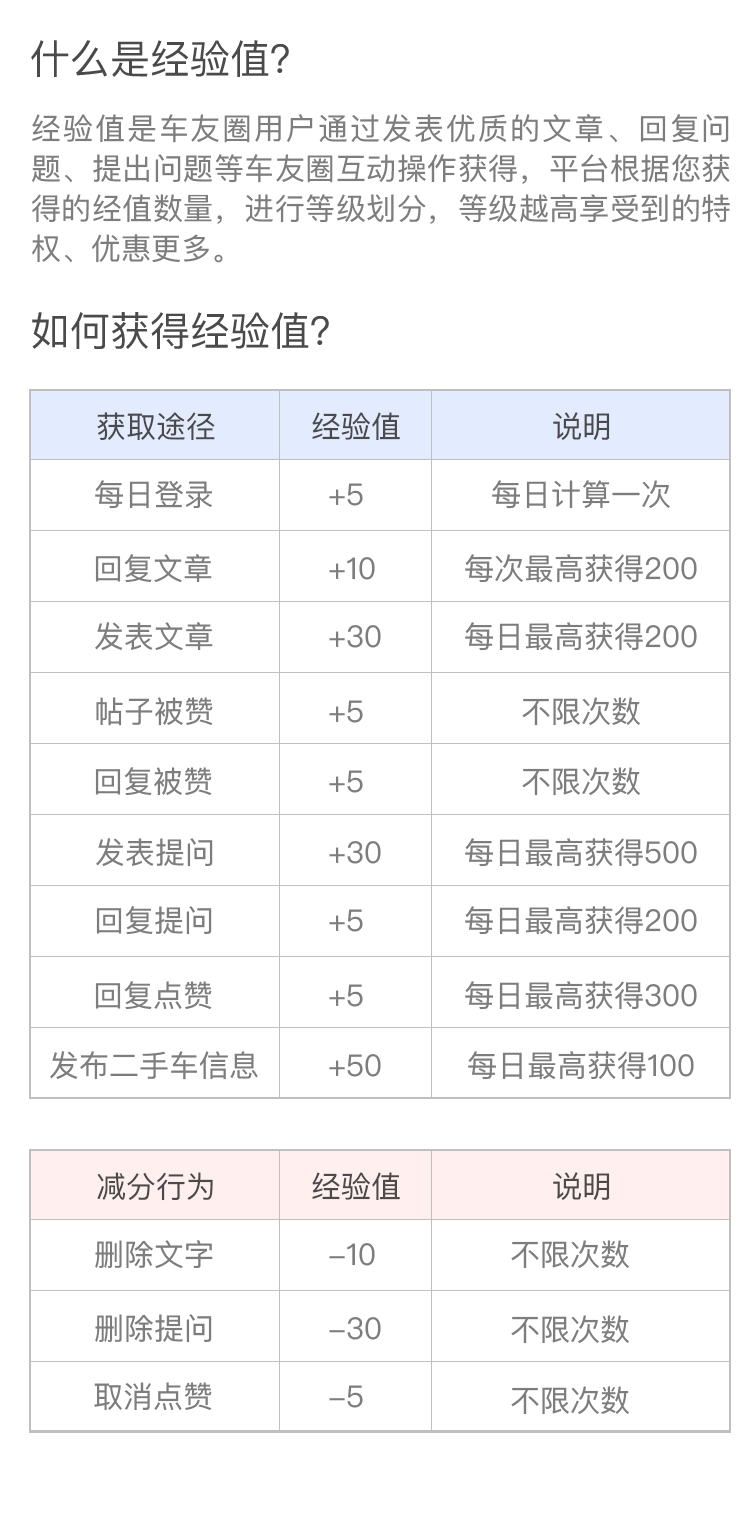 什么是经验值?
经验值是车友圈用户通过发表优质的文章、回复问
题、提出问题等车友圈互动操作获得，平台根据您获
得的经值数量，进行等级划分，等级越高享受到的特
权、优惠更多。
如何获得经验值?
获取途径 经验值 说明
每日登录 +5 每日计算一次
回复文章 +10 每次最高获得200
发表文章 +30 每日最高获得200
帖子被赞 +5 不限次数
回复被赞 +5 不限次数
发表提问 +30 每日最高获得500
回复提问 +5 每日最高获得200
回复点赞 +5 每日最高获得300
发布二手车信息 +50 每日最高获得100
减分行为 经验值 说明
删除文字 –10 不限次数
删除提问 –30 不限次数
取消点赞 –5 不限次数